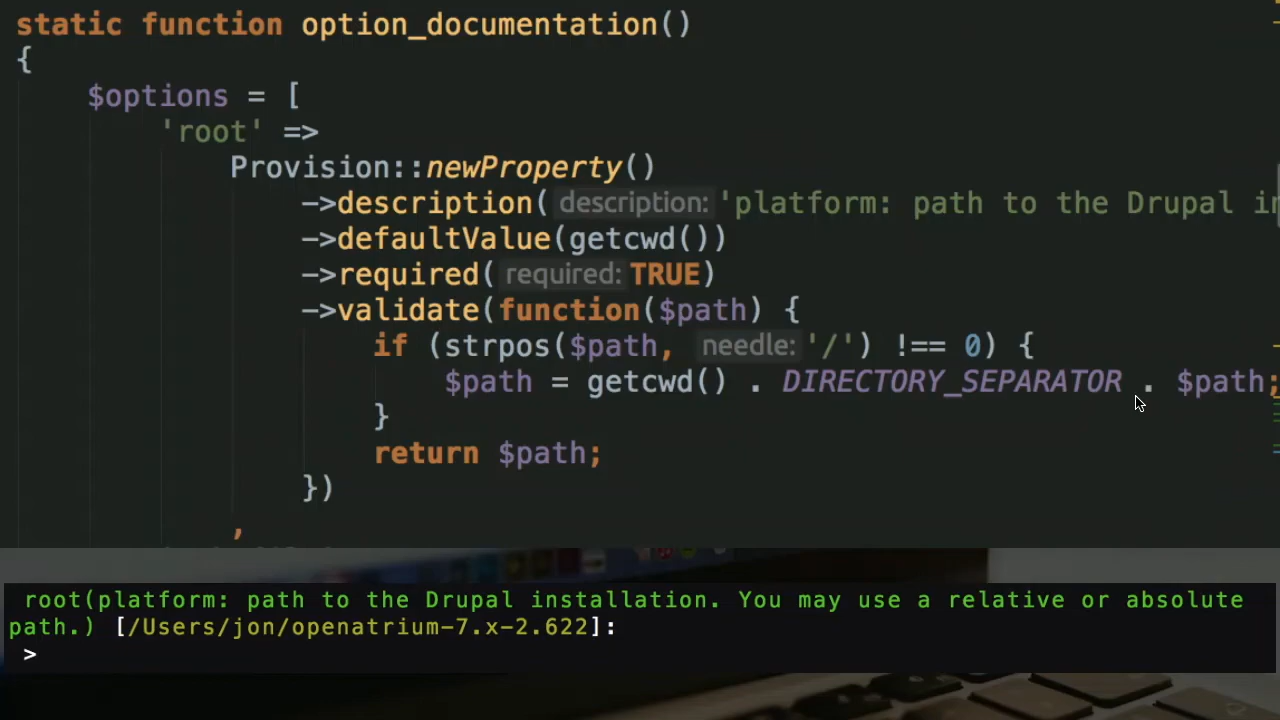 static function option_documentation()
{
$options = [
'root' =>
Provision::newProperty()
->description( description: 'platform: path to the Drupal in
->defaultValue(getcwd())
->required( required: TRUE)
->validate(function($path) {
if (strpos($path, needle: '/') !== 0) {
$path = getcwd() . DIRECTORY_SEPARATOR . $path;
}
return $path;
})
,
root(platform: path to the Drupal installation. You may use a relative or absolute
path.) [/Users/jon/openatrium-7.x-2.622]:
>